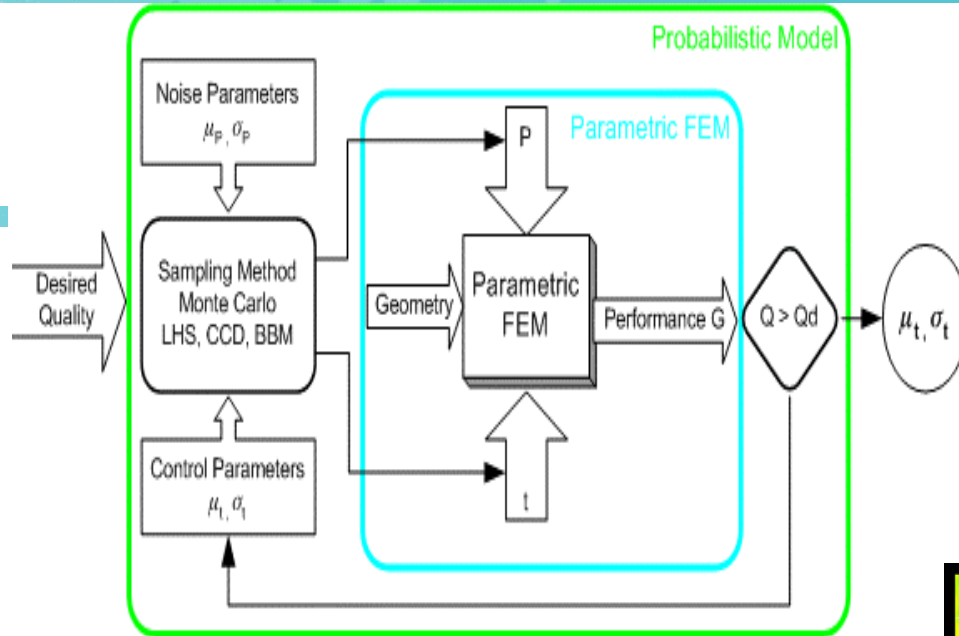 Probabilistic Model
Noise Parameters
μP, σP
Parametric FEM
P
Desired
Quality
Sampling Method
Monte Carlo
LHS, CCD, BBM
Geometry
Parametric
FEM
Performance G
Q > Qd
μt, σt
Control Parameters
μt, σt
t